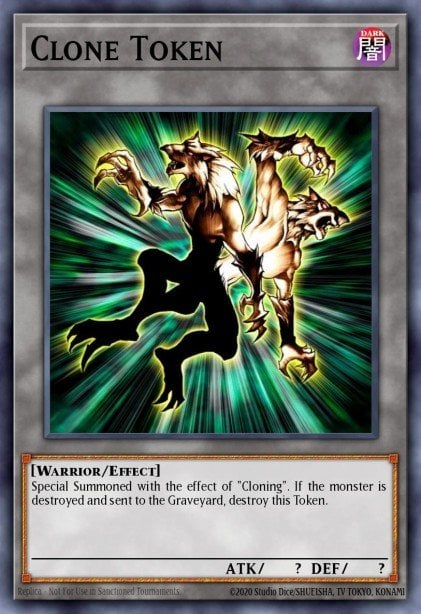 CLONE TOKEN
DARK
闇
[WARRIOR/EFFECT]
Special Summoned with the effect of "Cloning". If the monster is
destroyed and sent to the Graveyard, destroy this Token.
ATK/ ? DEF/ ?
Replica - Not For Use in Sanctioned Tournaments.
©2020 Studio Dice/SHUEISHA, TV TOKYO, KONAMI